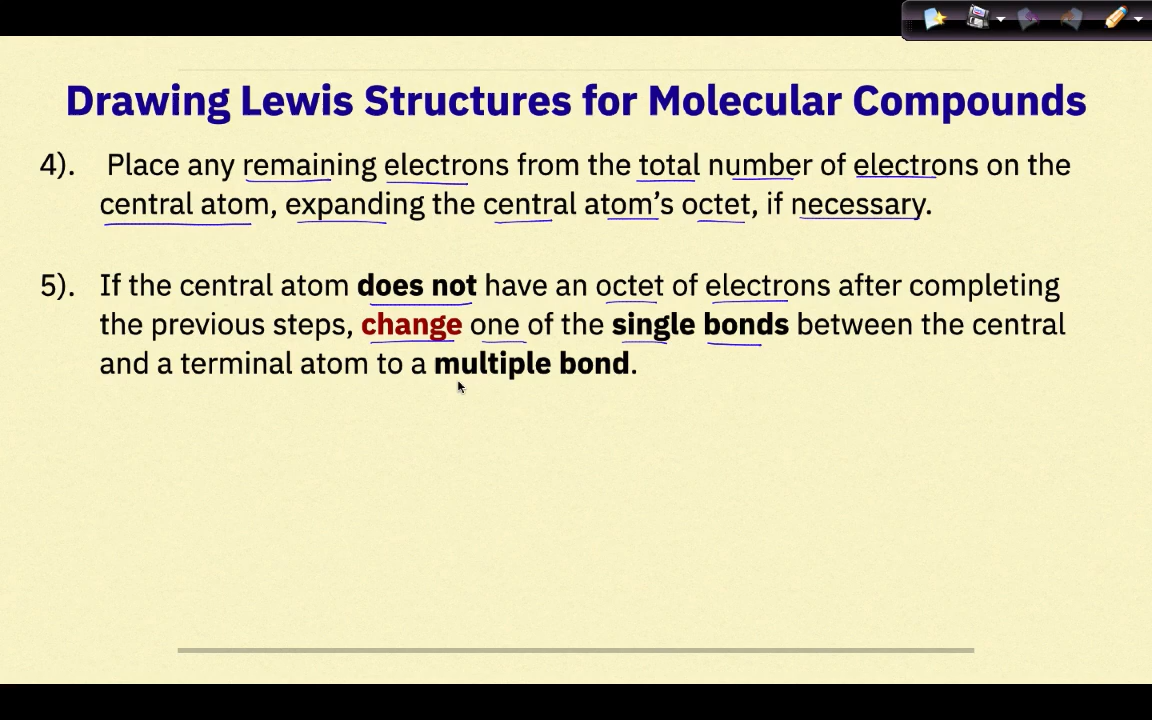 Drawing Lewis Structures for Molecular Compounds
4). Place any remaining electrons from the total number of electrons on the
central atom, expanding the central atom’s octet, if necessary.
5). If the central atom does not have an octet of electrons after completing
the previous steps, change one of the single bonds between the central
and a terminal atom to a multiple bond.